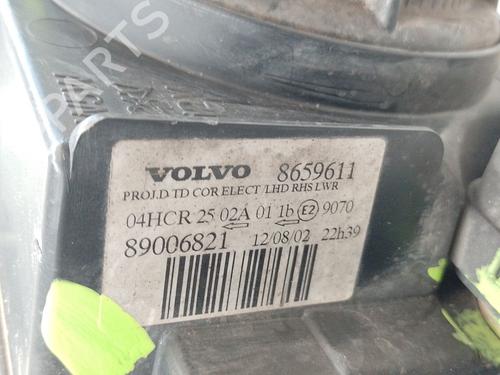 PARTS
VOLVO 8659611
PROJ.D TD COR ELECT /LHD RHS LWR
04HCR 25 02A 01 1b E2 9070
89006821 12/08/02 22h39